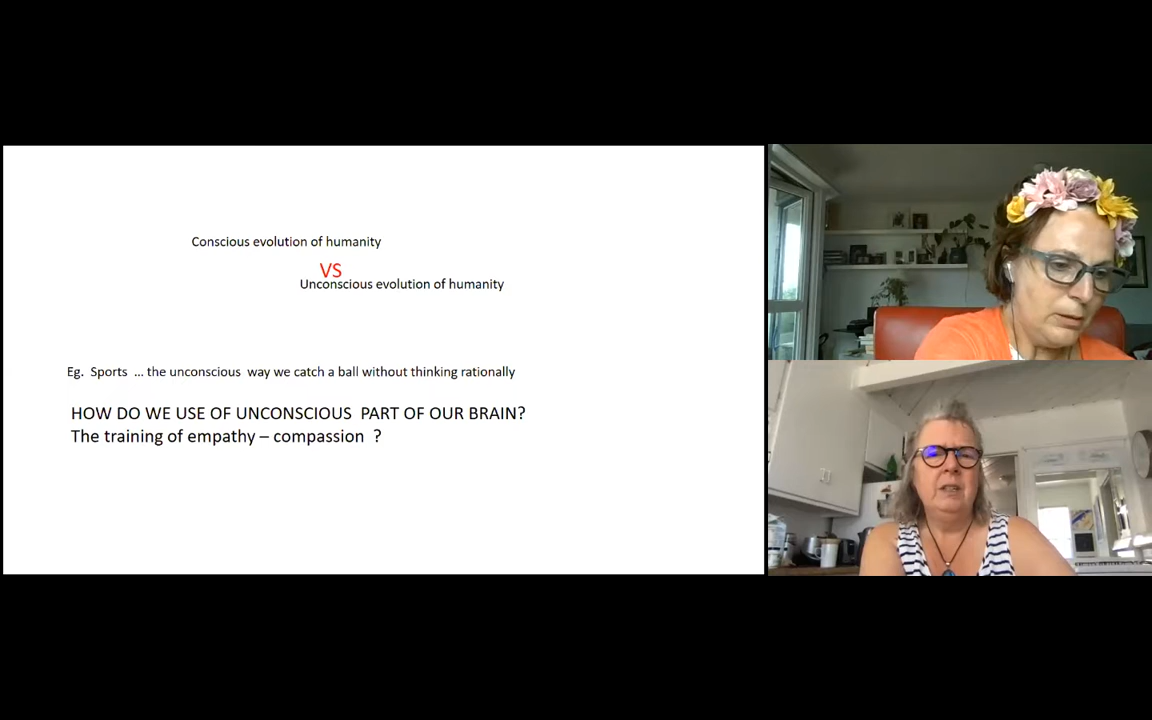 Conscious evolution of humanity
VS
Unconscious evolution of humanity
Eg. Sports ... the unconscious way we catch a ball without thinking rationally
HOW DO WE USE OF UNCONSCIOUS PART OF OUR BRAIN?
The training of empathy – compassion ?